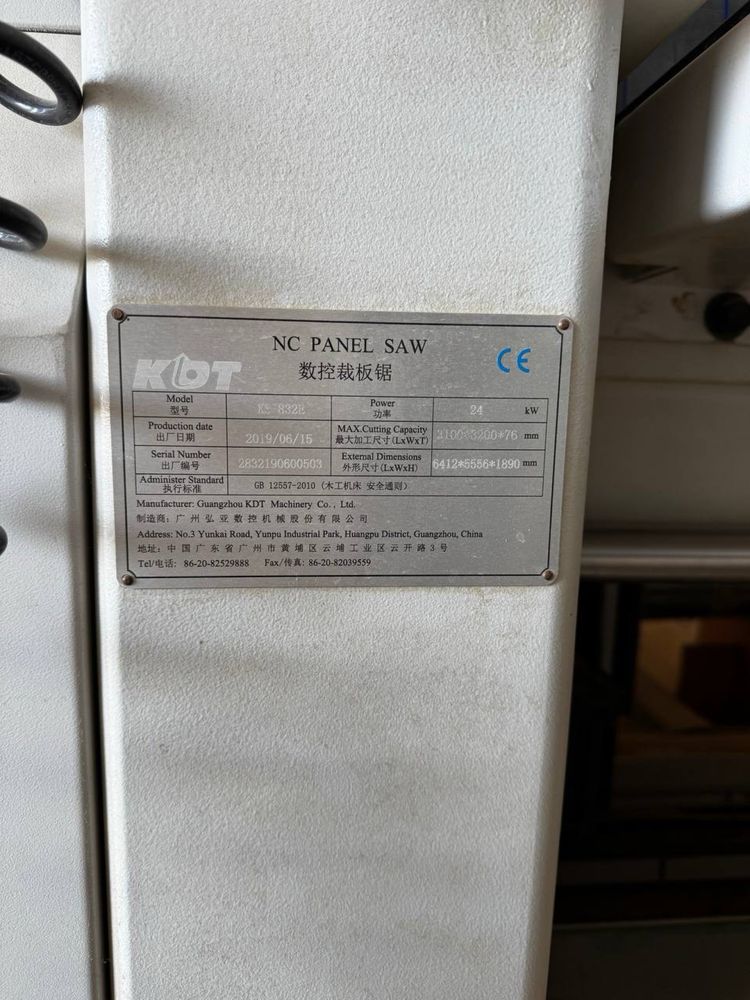 NC PANEL SAW
数控裁板锯
KDT
CE
Model 型号 832 Power 功率 24 kW
Production date 出厂日期 2019/06/15 MAX.Cutting Capacity 最大加工尺寸(LxWxT) 3100*3200*76 mm
Serial Number 出厂编号 2832190600503 External Dimensions 外形尺寸(LxWxH) 6412*5556*1890 mm
Administer Standard 执行标准 GB 12557-2010 (木工机床 安全通则)
Manufacturer: Guangzhou KDT Machinery Co., Ltd.
制造商: 广州弘亚数控机械股份有限公司
Address: No.3 Yunkai Road, Yunpu Industrial Park, Huangpu District, Guangzhou, China
地址: 中国广东省广州市黄埔区云埔工业区云开路3号
Tel/电话: 86-20-82529888 Fax/传真: 86-20-82039559